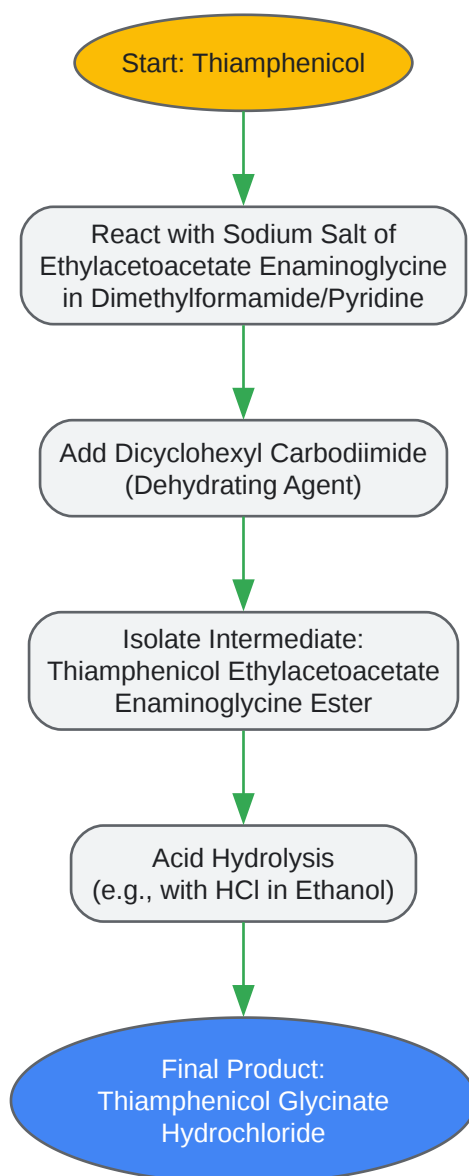 Start: Thiamphenicol
React with Sodium Salt of
Ethylacetoacetate Enaminoglycine
in Dimethylformamide/Pyridine
Add Dicyclohexyl Carbodiimide
(Dehydrating Agent)
Isolate Intermediate:
Thiamphenicol Ethylacetoacetate
Enaminoglycine Ester
Acid Hydrolysis
(e.g., with HCl in Ethanol)
Final Product:
Thiamphenicol Glycinate
Hydrochloride